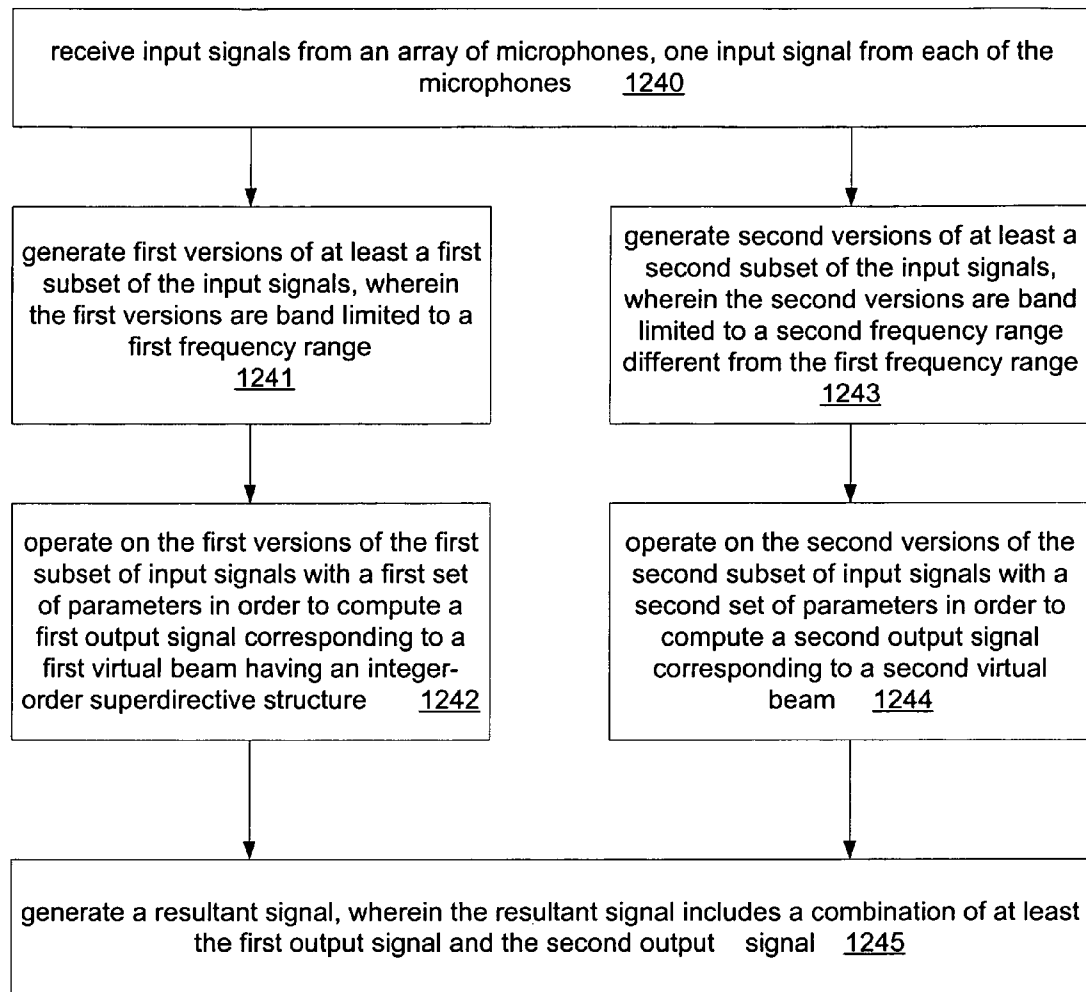 receive input signals from an array of microphones, one input signal from each of the
microphones 1240
generate first versions of at least a first
subset of the input signals, wherein
the first versions are band limited to a
first frequency range
1241
generate second versions of at least a
second subset of the input signals,
wherein the second versions are band
limited to a second frequency range
different from the first frequency range
1243
operate on the first versions of the first
subset of input signals with a first set
of parameters in order to compute a
first output signal corresponding to a
first virtual beam having an integer-
order superdirective structure 1242
operate on the second versions of the
second subset of input signals with a
second set of parameters in order to
compute a second output signal
corresponding to a second virtual
beam 1244
generate a resultant signal, wherein the resultant signal includes a combination of at least
the first output signal and the second output signal 1245